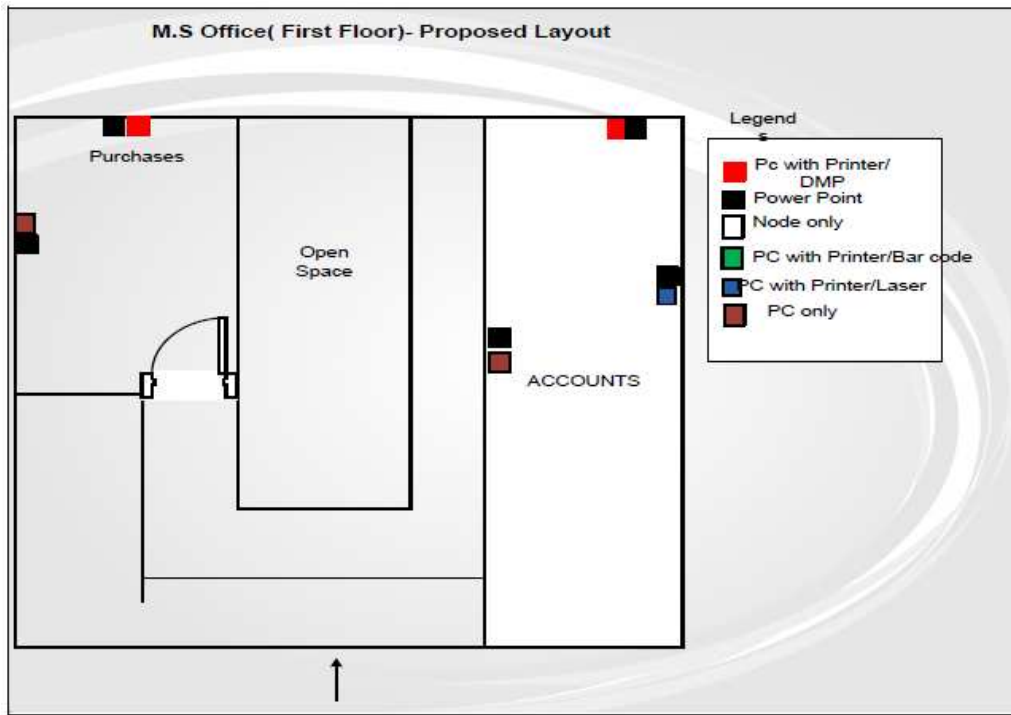 M.S Office( First Floor)- Proposed Layout
Legend
s
Purchases
Pc with Printer/
DMP
Power Point
Node only
Open
Space
PC with Printer/Bar code
PC with Printer/Laser
PC only
ACCOUNTS